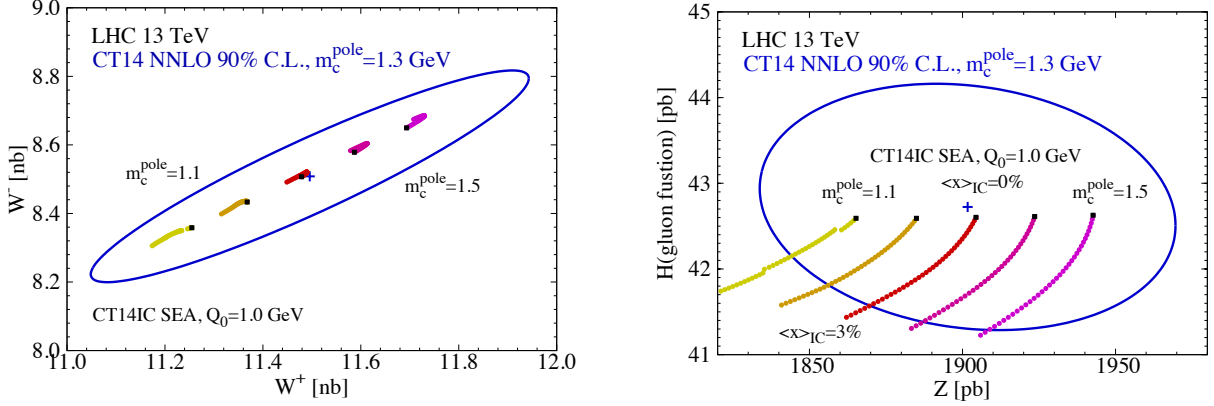 9.0
8.8
8.6
8.4
8.2
8.0
W⁻ [nb]
LHC 13 TeV
CT14 NNLO 90% C.L., m_c^pole=1.3 GeV
m_c^pole=1.1
m_c^pole=1.5
CT14IC SEA, Q_0=1.0 GeV
11.0 11.2 11.4 11.6 11.8 12.0
W⁺ [nb]
45
44
43
42
41
H(gluon fustion) [pb]
LHC 13 TeV
CT14 NNLO 90% C.L., m_c^pole=1.3 GeV
CT14IC SEA, Q_0=1.0 GeV
m_c^pole=1.1 <x>_IC=0% m_c^pole=1.5
<x>_IC=3%
1850 1900 1950
Z [pb]